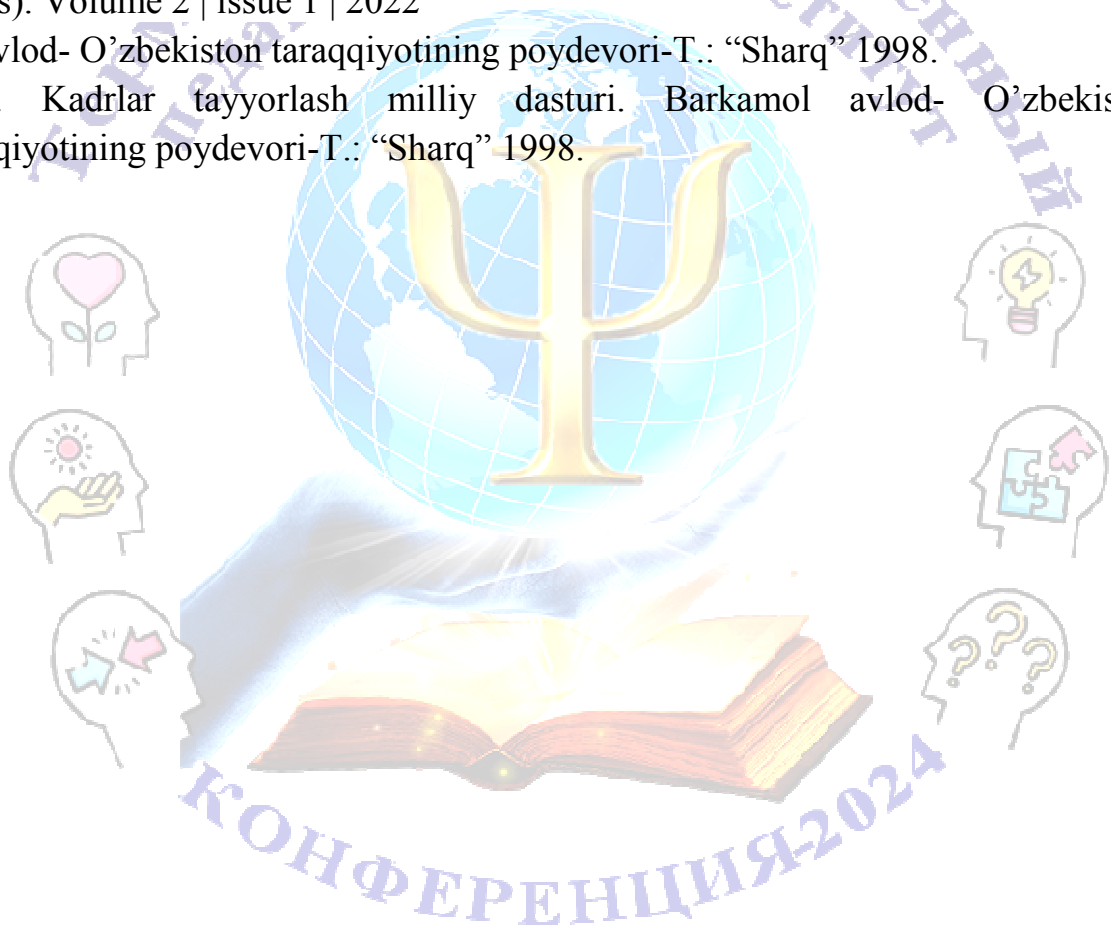 s). Volume 2 | issue 1 | 2022
vlod- O’zbekiston taraqqiyotining poydevori-T.: “Sharq” 1998.
Kadrlar tayyorlash milliy dasturi. Barkamol avlod- O’zbekis
qiyotining poydevori-T.: “Sharq” 1998.
КОНФЕРЕНЦИЯ-2024